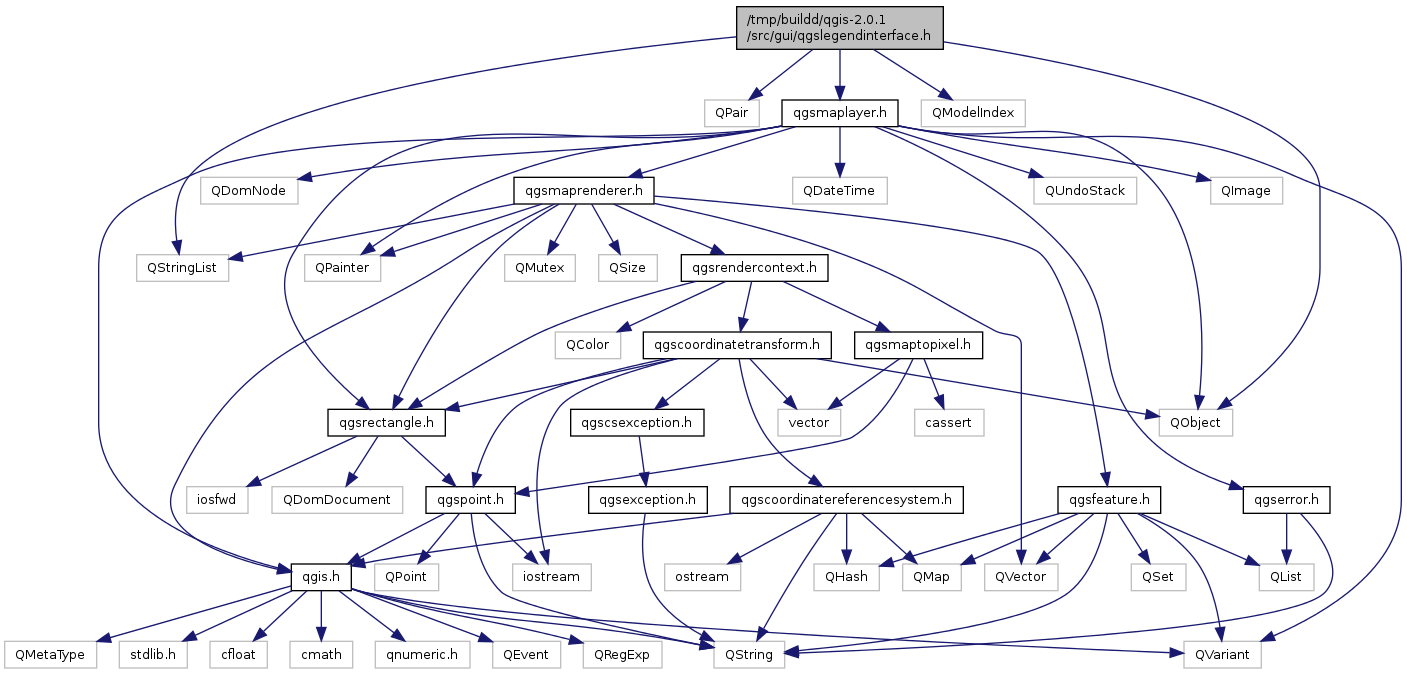 /tmp/buildd/qgis-2.0.1
/src/gui/qgslegendinterface.h
QPair
qgsmaplayer.h
QModelIndex
QDomNode
qgsmaprenderer.h
QDateTime
QUndoStack
QImage
QStringList
QPainter
QMutex
QSize
qgsrendercontext.h
QColor
qgscoordinatetransform.h
qgsmaptopixel.h
qgsrectangle.h
qgscsexception.h
vector
cassert
QObject
iosfwd
QDomDocument
qgspoint.h
qgsexception.h
qgscoordinatereferencesystem.h
qgsfeature.h
qgserror.h
qgis.h
QPoint
iostream
ostream
QHash
QMap
QVector
QSet
QList
QMetaType
stdlib.h
cfloat
cmath
qnumeric.h
QEvent
QRegExp
QString
QVariant